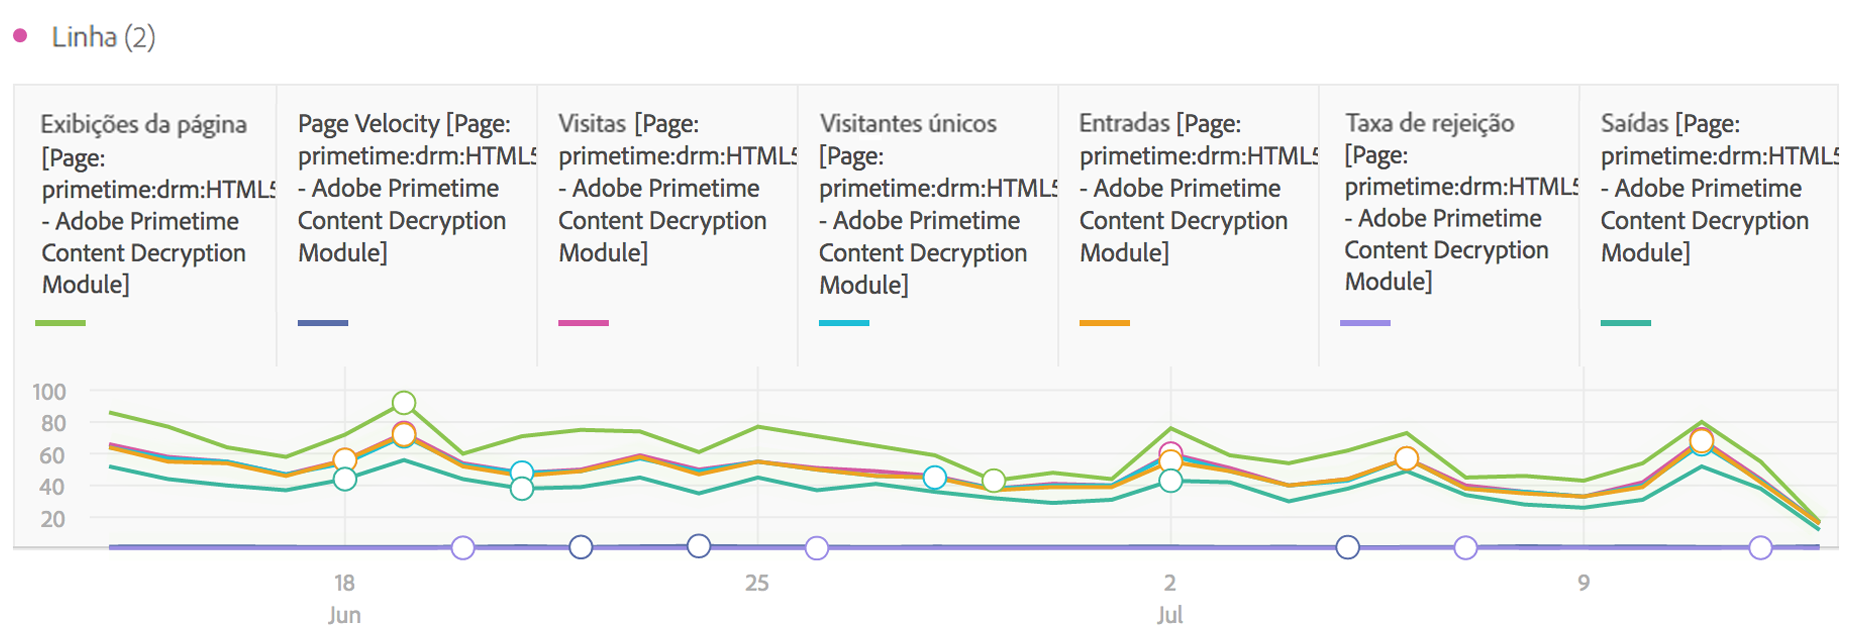 Linha (2)
Exibições da página
[Page:
primetime:drm:HTML5
- Adobe Primetime
Content Decryption
Module]
Page Velocity [Page:
primetime:drm:HTML5
- Adobe Primetime
Content Decryption
Module]
Visitas [Page:
primetime:drm:HTML5
- Adobe Primetime
Content Decryption
Module]
Visitantes únicos
[Page:
primetime:drm:HTML5
- Adobe Primetime
Content Decryption
Module]
Entradas [Page:
primetime:drm:HTML5
- Adobe Primetime
Content Decryption
Module]
Taxa de rejeição
[Page:
primetime:drm:HTML5
- Adobe Primetime
Content Decryption
Module]
Saídas [Page:
primetime:drm:HTML5
- Adobe Primetime
Content Decryption
Module]
100
80
60
40
20
18 25 2 9
Jun Jul